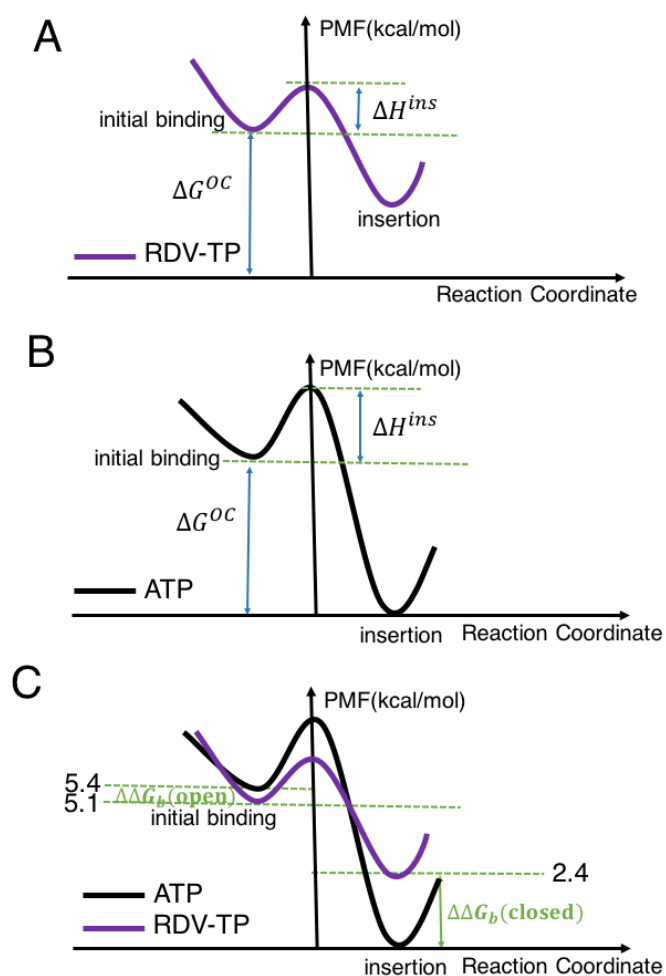 A
PMF(kcal/mol)
ΔH^ins
initial binding
ΔG^OC
insertion
RDV-TP
Reaction Coordinate
B
PMF(kcal/mol)
ΔH^ins
initial binding
ΔG^OC
ATP
insertion Reaction Coordinate
C
PMF(kcal/mol)
5.4
ΔΔG_b(open)
5.1
initial binding
2.4
ATP
ΔΔG_b(closed)
RDV-TP
insertion Reaction Coordinate